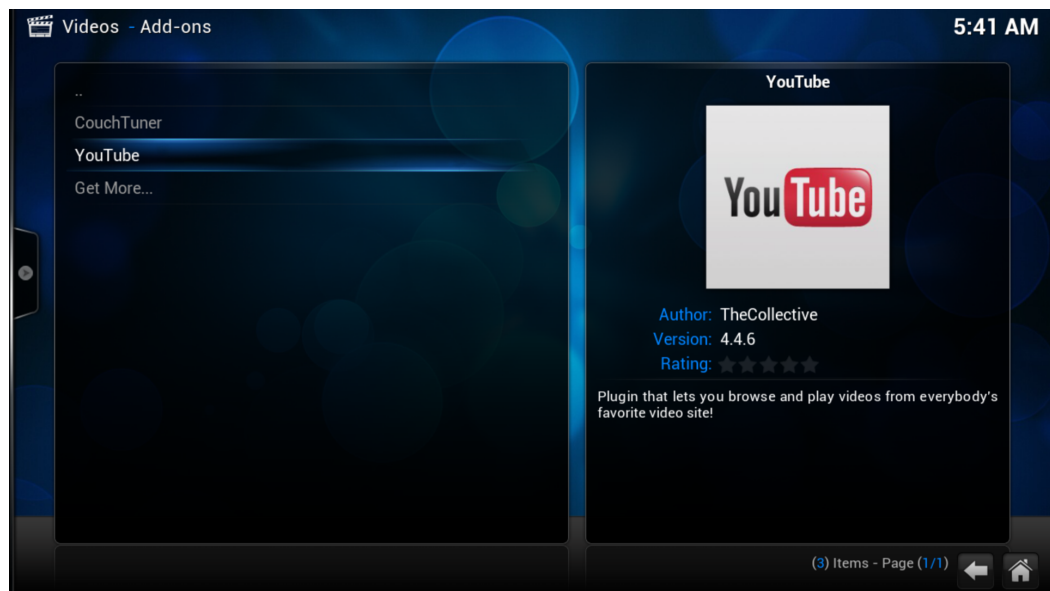 Videos - Add-ons
5:41 AM
..
CouchTuner
YouTube
Get More...
YouTube
YouTube
Author: TheCollective
Version: 4.4.6
Rating:
Plugin that lets you browse and play videos from everybody's
favorite video site!
(3) Items - Page (1/1)